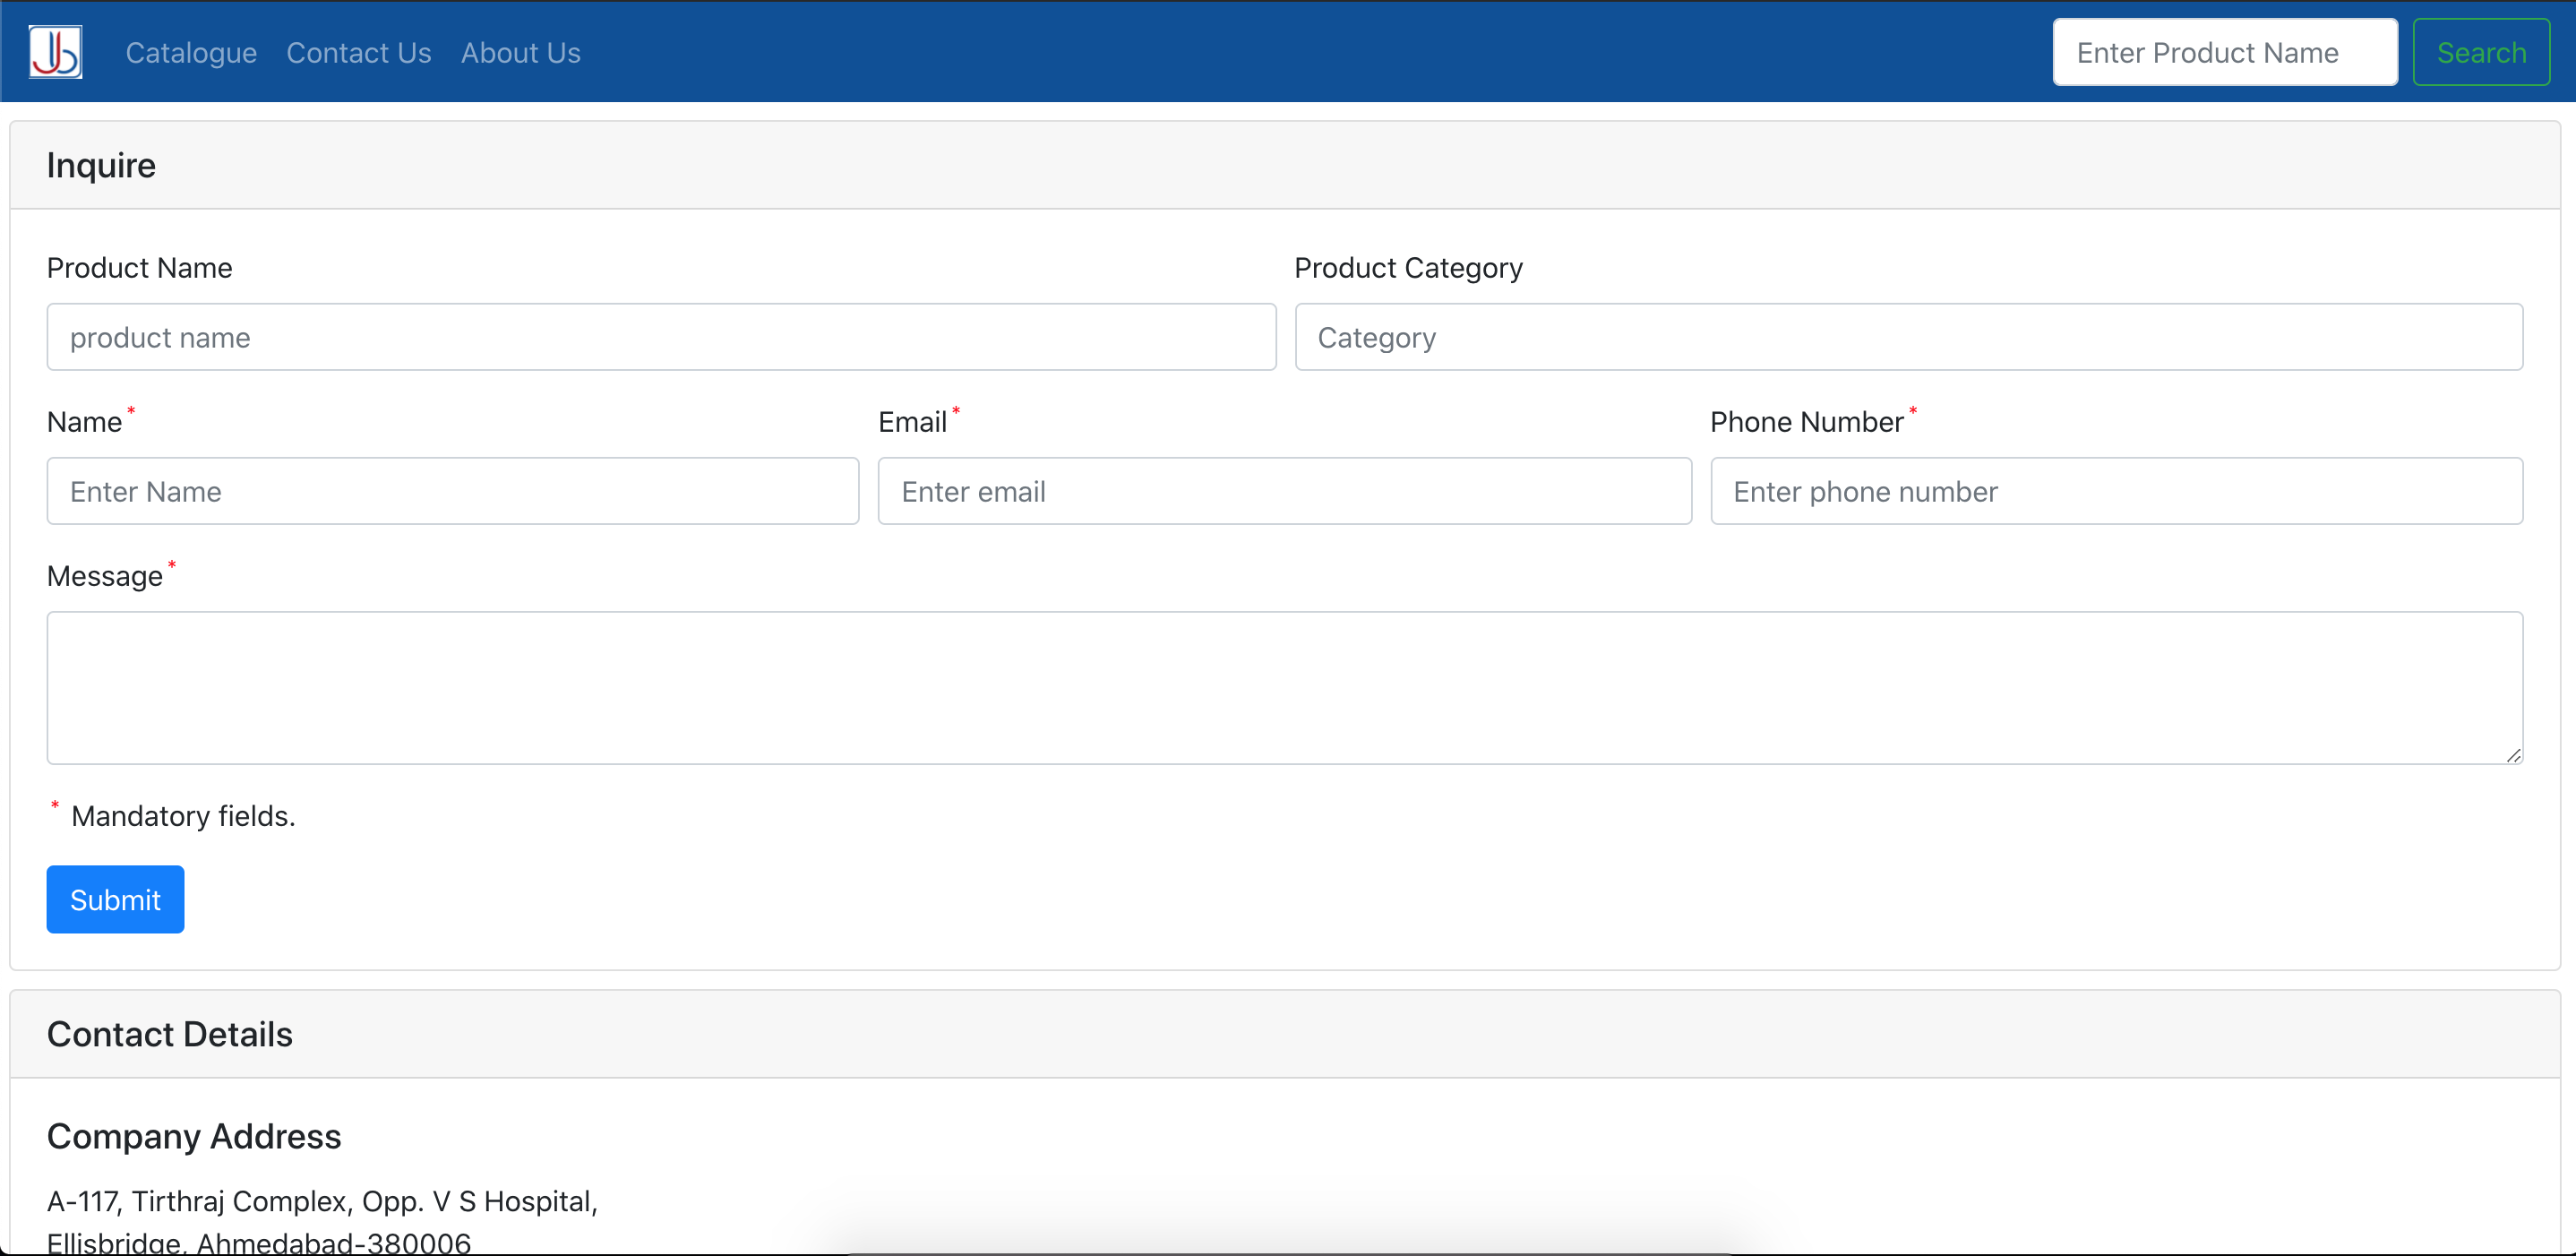 Jb Catalogue Contact Us About Us Enter Product Name Search
Inquire
Product Name Product Category
product name Category
Name* Email* Phone Number*
Enter Name Enter email Enter phone number
Message*
* Mandatory fields.
Submit
Contact Details
Company Address
A-117, Tirthraj Complex, Opp. V S Hospital,
Ellisbridge, Ahmedabad-380006